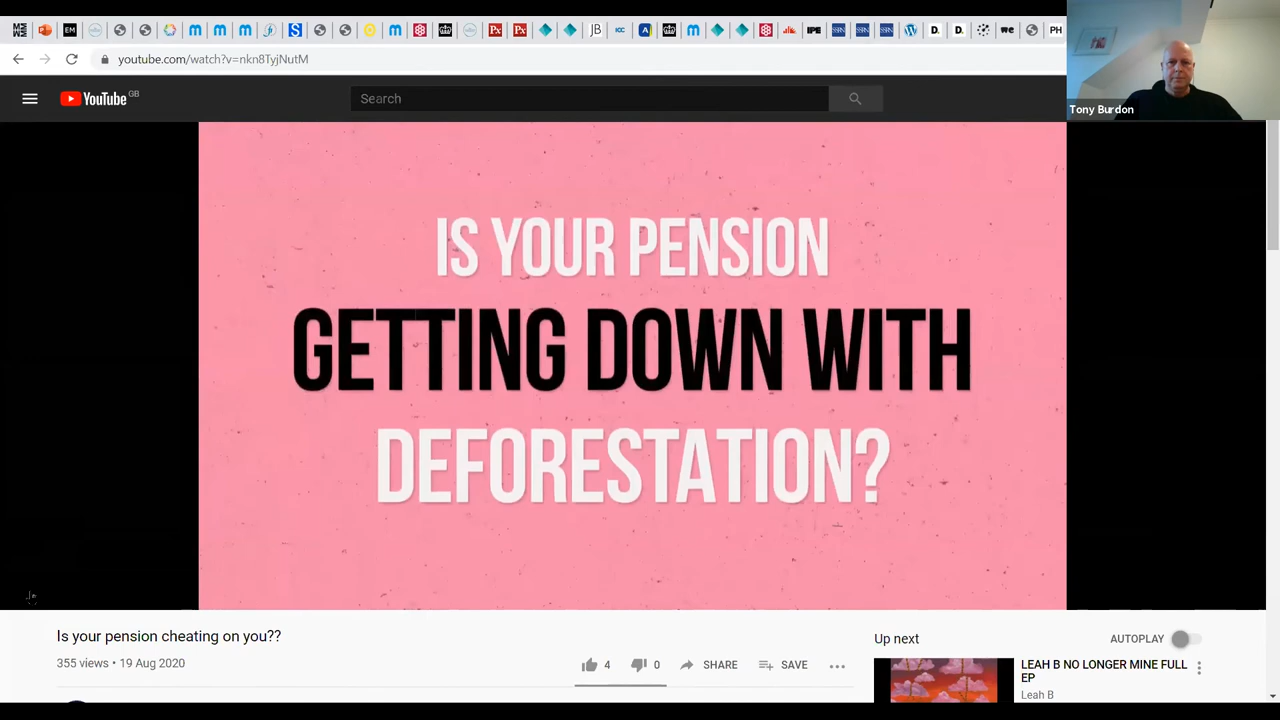 youtube.com/watch?v=nkn8TyjNutM
YouTube GB
Search
Tony Burdon
IS YOUR PENSION
GETTING DOWN WITH
DEFORESTATION?
Is your pension cheating on you??
355 views • 19 Aug 2020
4
0
SHARE
SAVE
Up next
AUTOPLAY
LEAH B NO LONGER MINE FULL
EP
Leah B